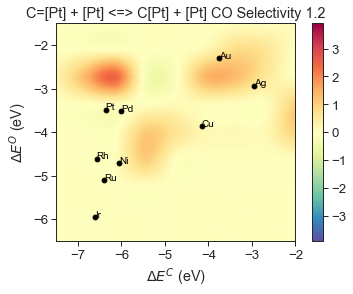 C=[Pt] + [Pt] <=> C[Pt] + [Pt] CO Selectivity 1.2
ΔE^O (eV)
−2
−3
−4
−5
−6
Au
Ag
Pt
Pd
Cu
Rh
Ni
Ru
Ir
−7
−6
−5
−4
−3
−2
ΔE^C (eV)
3
2
1
0
−1
−2
−3